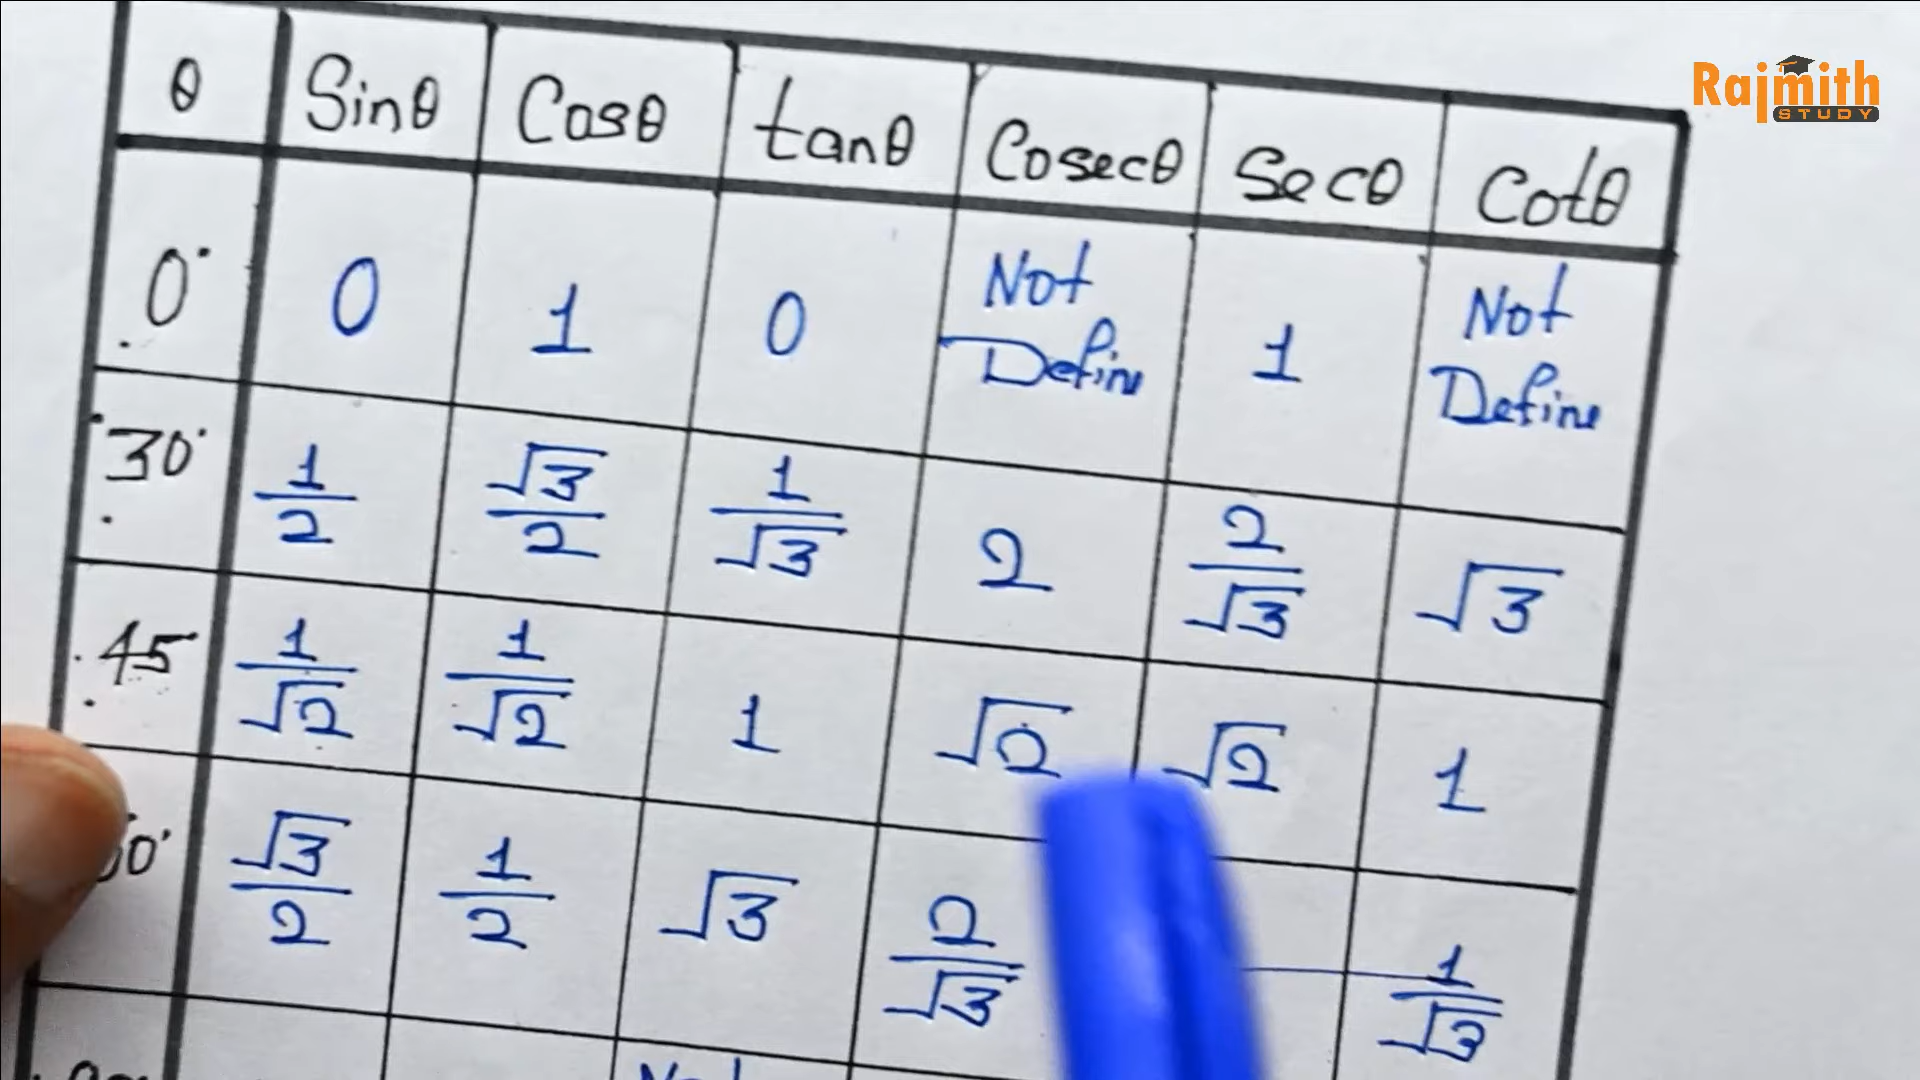 Rajmith
STUDY
θ Sinθ Cosθ tanθ Cosecθ Secθ Cotθ
0° 0 1 0 Not Define 1 Not Define
30° 1/2 √3/2 1/√3 2 2/√3 √3
45° 1/√2 1/√2 1 √2 √2 1
√3/2 1/2 √3 2/√3 1/√3